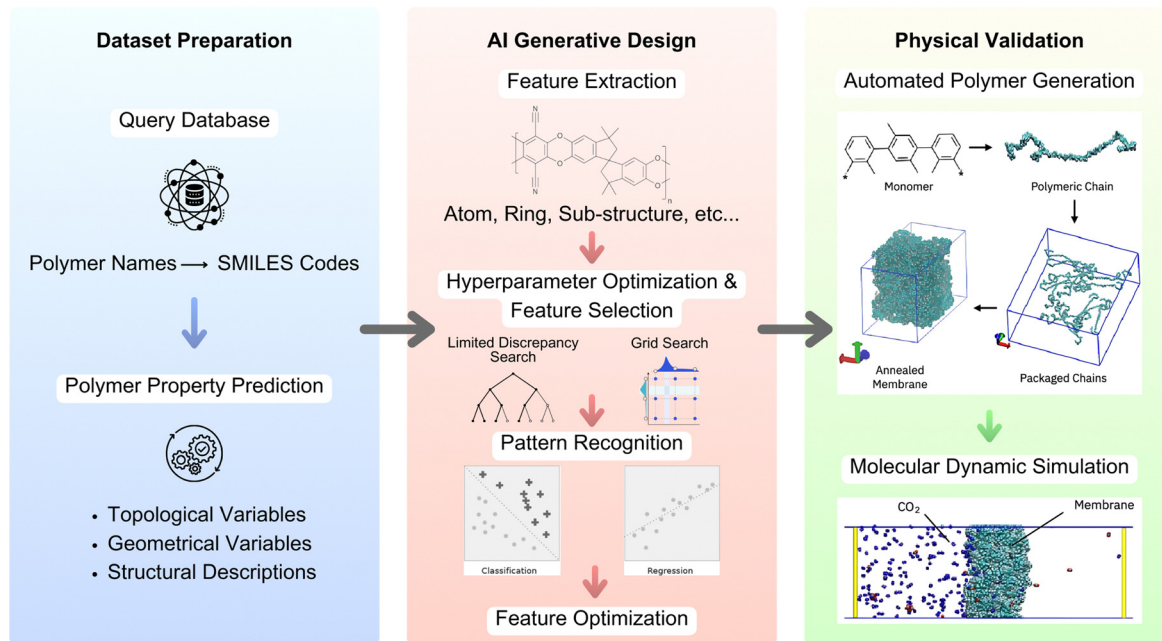 Dataset Preparation
Query Database
Polymer Names → SMILES Codes
Polymer Property Prediction
• Topological Variables
• Geometrical Variables
• Structural Descriptions
AI Generative Design
Feature Extraction
N
N
O
O
O
O
n
Atom, Ring, Sub-structure, etc...
Hyperparameter Optimization &
Feature Selection
Limited Discrepancy
Search
Grid Search
Pattern Recognition
Classification
Regression
Feature Optimization
Physical Validation
Automated Polymer Generation
* *
Monomer
Polymeric Chain
Annealed
Membrane
Packaged Chains
Molecular Dynamic Simulation
CO₂
Membrane